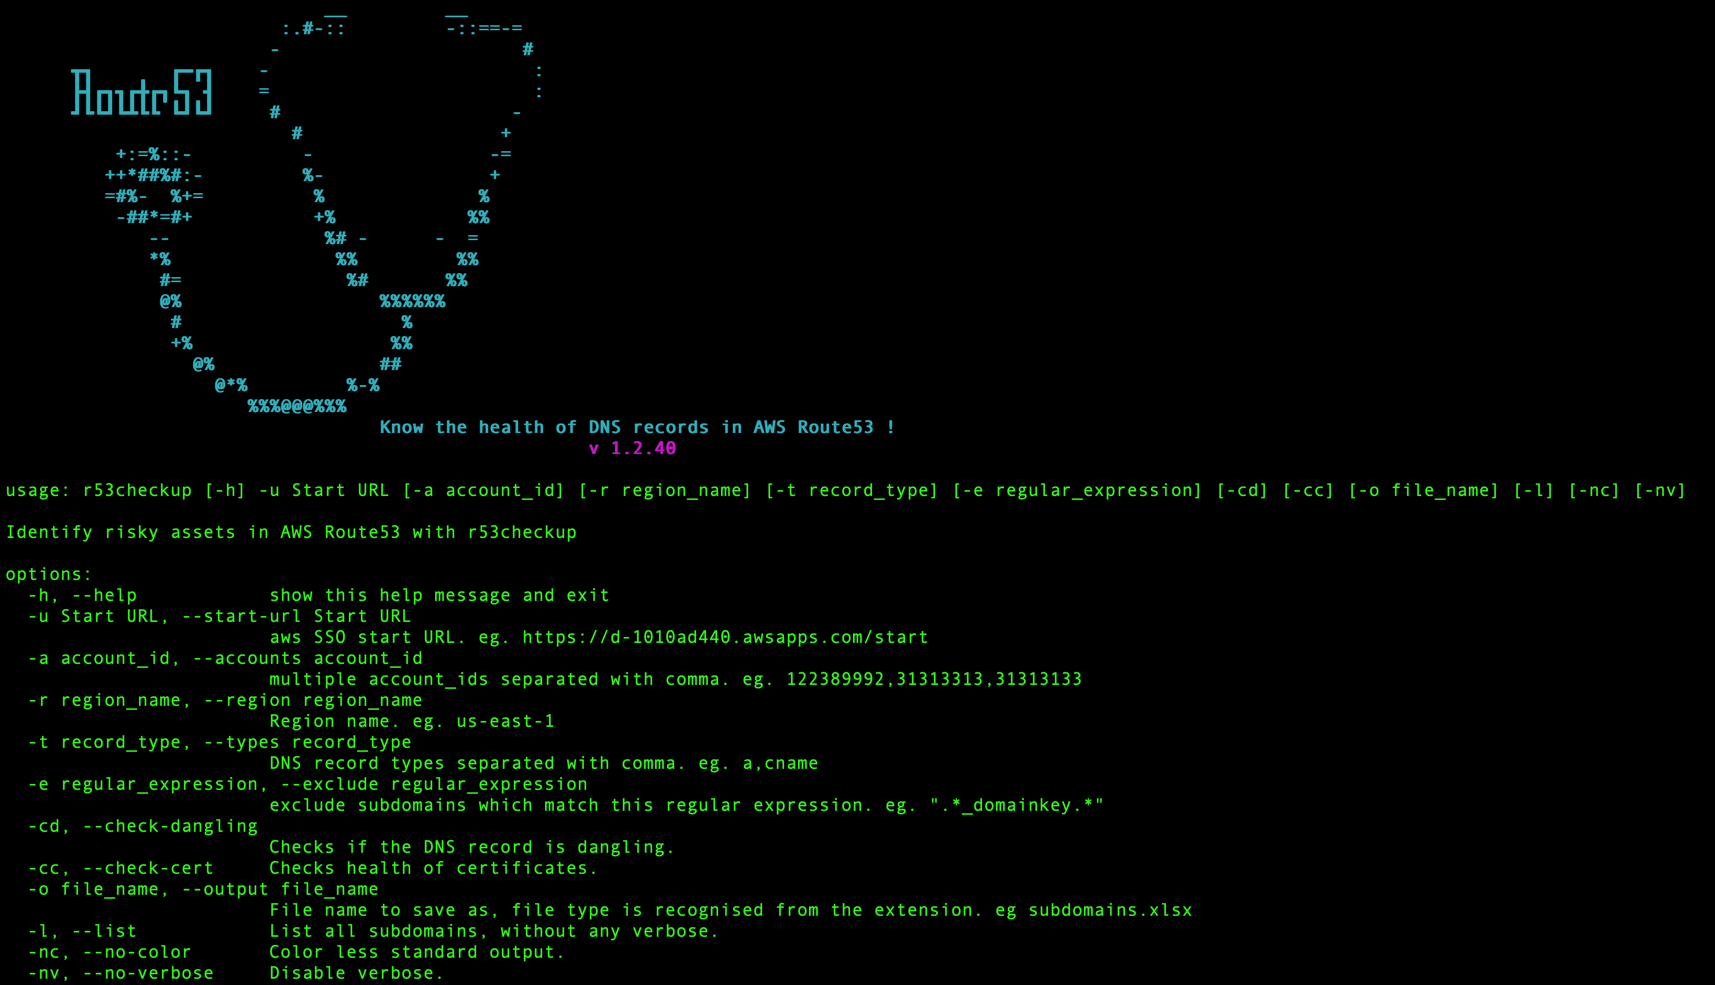 Route53
Know the health of DNS records in AWS Route53 !
v 1.2.40
usage: r53checkup [-h] -u Start URL [-a account_id] [-r region_name] [-t record_type] [-e regular_expression] [-cd] [-cc] [-o file_name] [-l] [-nc] [-nv]
Identify risky assets in AWS Route53 with r53checkup
options:
-h, --help show this help message and exit
-u Start URL, --start-url Start URL
aws SSO start URL. eg. https://d-1010ad440.awsapps.com/start
-a account_id, --accounts account_id
multiple account_ids separated with comma. eg. 122389992,31313313,31313133
-r region_name, --region region_name
Region name. eg. us-east-1
-t record_type, --types record_type
DNS record types separated with comma. eg. a,cname
-e regular_expression, --exclude regular_expression
exclude subdomains which match this regular expression. eg. ".*_domainkey.*"
-cd, --check-dangling
Checks if the DNS record is dangling.
-cc, --check-cert Checks health of certificates.
-o file_name, --output file_name
File name to save as, file type is recognised from the extension. eg subdomains.xlsx
-l, --list List all subdomains, without any verbose.
-nc, --no-color Color less standard output.
-nv, --no-verbose Disable verbose.